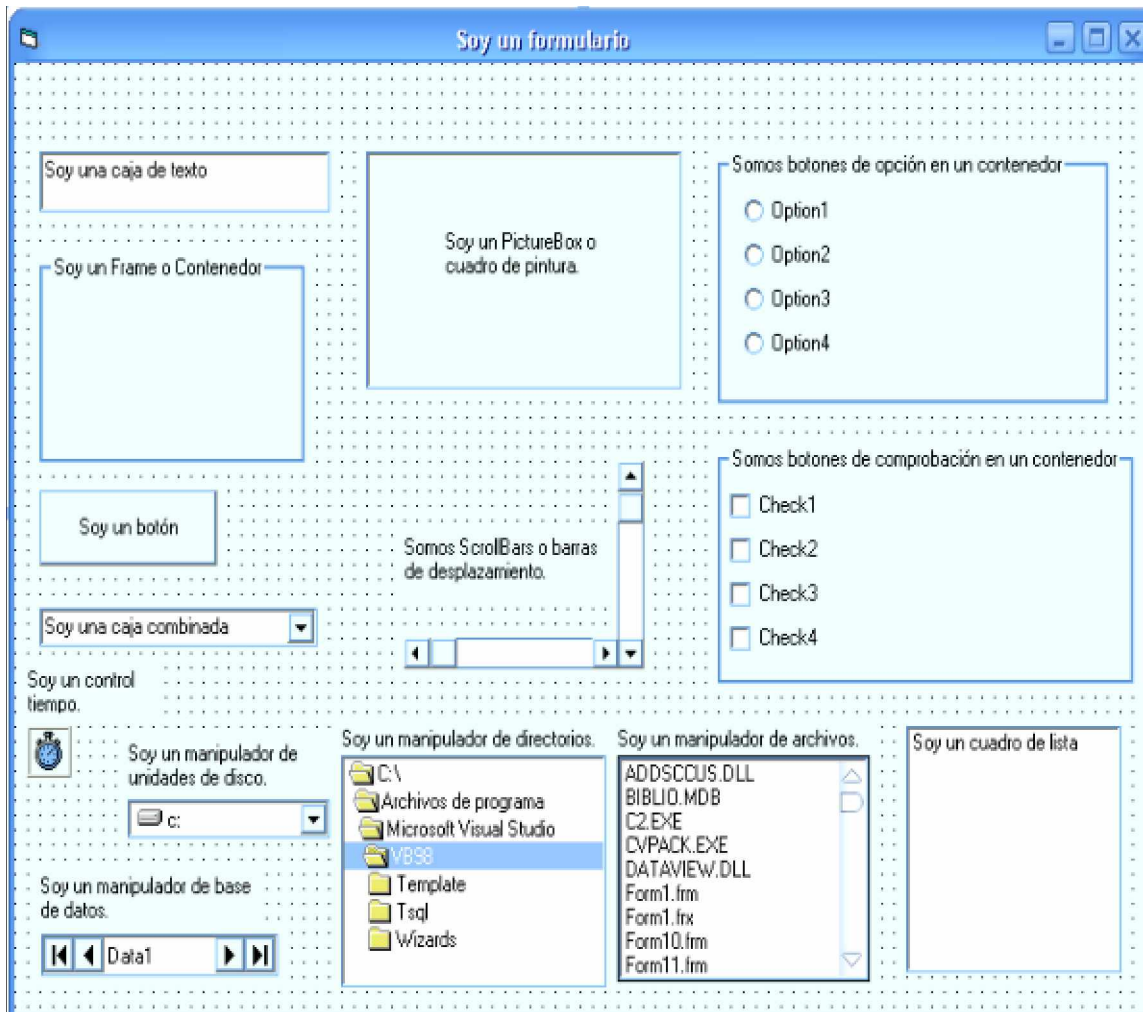 Soy un formulario
Soy una caja de texto
Soy un PictureBox o
cuadro de pintura.
Somos botones de opción en un contenedor
Option1
Option2
Option3
Option4
Soy un Frame o Contenedor
Soy un botón
Somos ScrollBars o barras
de desplazamiento.
Somos botones de comprobación en un contenedor
Check1
Check2
Check3
Check4
Soy una caja combinada
Soy un control
tiempo.
Soy un manipulador de
unidades de disco.
c:
Soy un manipulador de base
de datos.
Data1
Soy un manipulador de directorios.
C:\
Archivos de programa
Microsoft Visual Studio
VB98
Template
Tsql
Wizards
Soy un manipulador de archivos.
ADDSCCUS.DLL
BIBLIO.MDB
C2.EXE
CVPACK.EXE
DATAVIEW.DLL
Form1.frm
Form1.frx
Form10.frm
Form11.frm
Soy un cuadro de lista